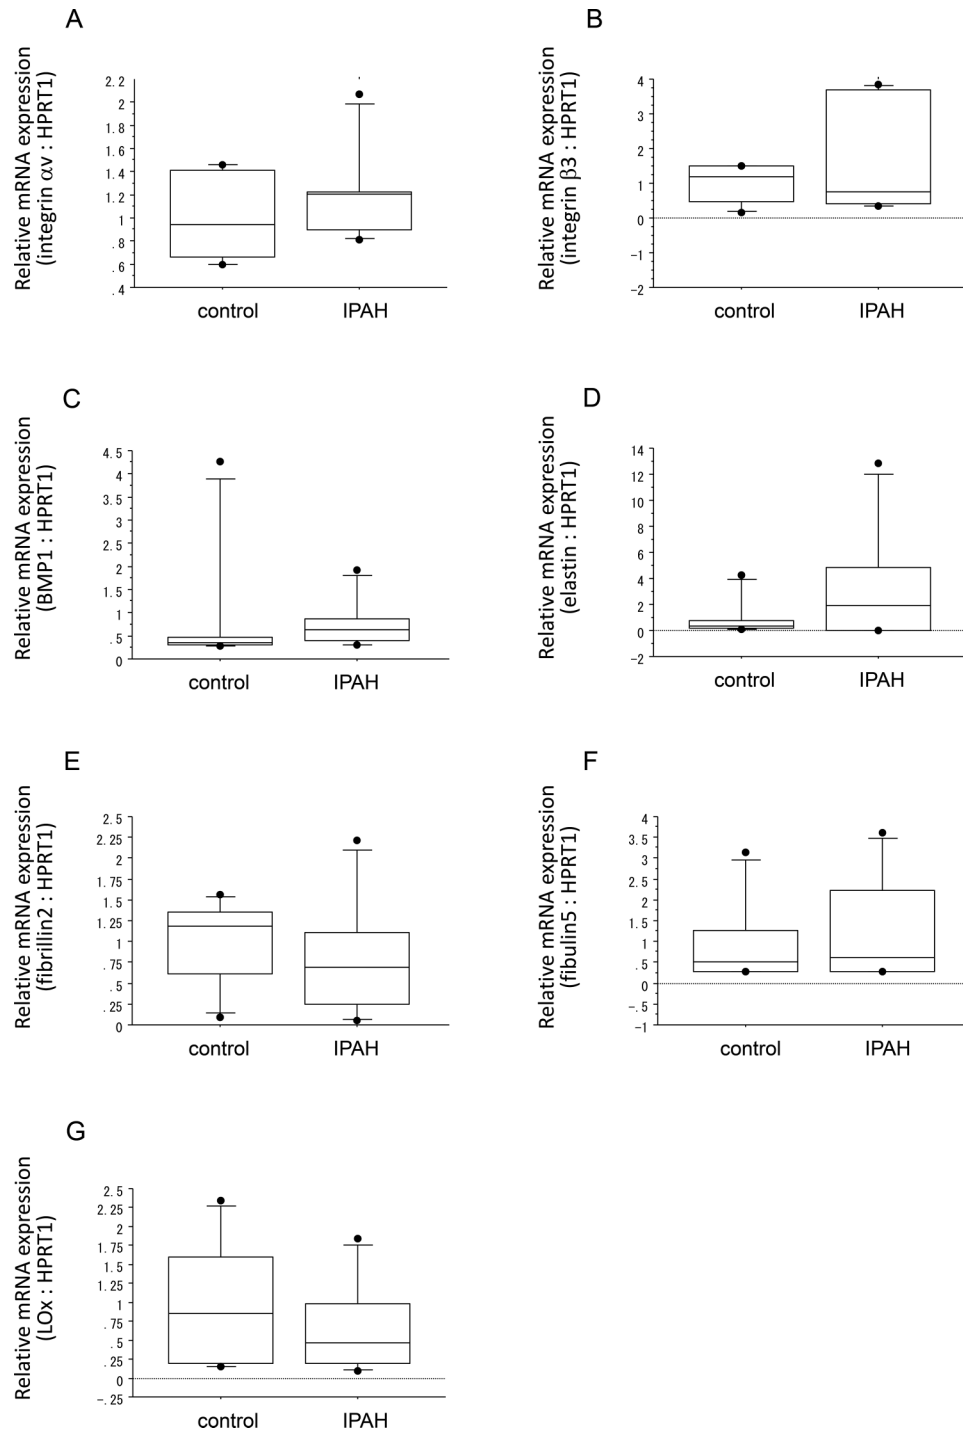 A
Relative mRNA expression
(integrin αv : HPRT1)
2.2
2
1.8
1.6
1.4
1.2
1
.8
.6
.4
control IPAH
B
Relative mRNA expression
(integrin β3 : HPRT1)
4
3
2
1
0
-1
-2
control IPAH
C
Relative mRNA expression
(BMP1 : HPRT1)
4.5
4
3.5
3
2.5
2
1.5
1
.5
0
control IPAH
D
Relative mRNA expression
(elastin : HPRT1)
14
12
10
8
6
4
2
0
-2
control IPAH
E
Relative mRNA expression
(fibrillin2 : HPRT1)
2.5
2.25
2
1.75
1.5
1.25
1
.75
.5
.25
0
control IPAH
F
Relative mRNA expression
(fibulin5 : HPRT1)
4
3.5
3
2.5
2
1.5
1
.5
0
-.5
-1
control IPAH
G
Relative mRNA expression
(LOx : HPRT1)
2.5
2.25
2
1.75
1.5
1.25
1
.75
.5
.25
0
-.25
control IPAH